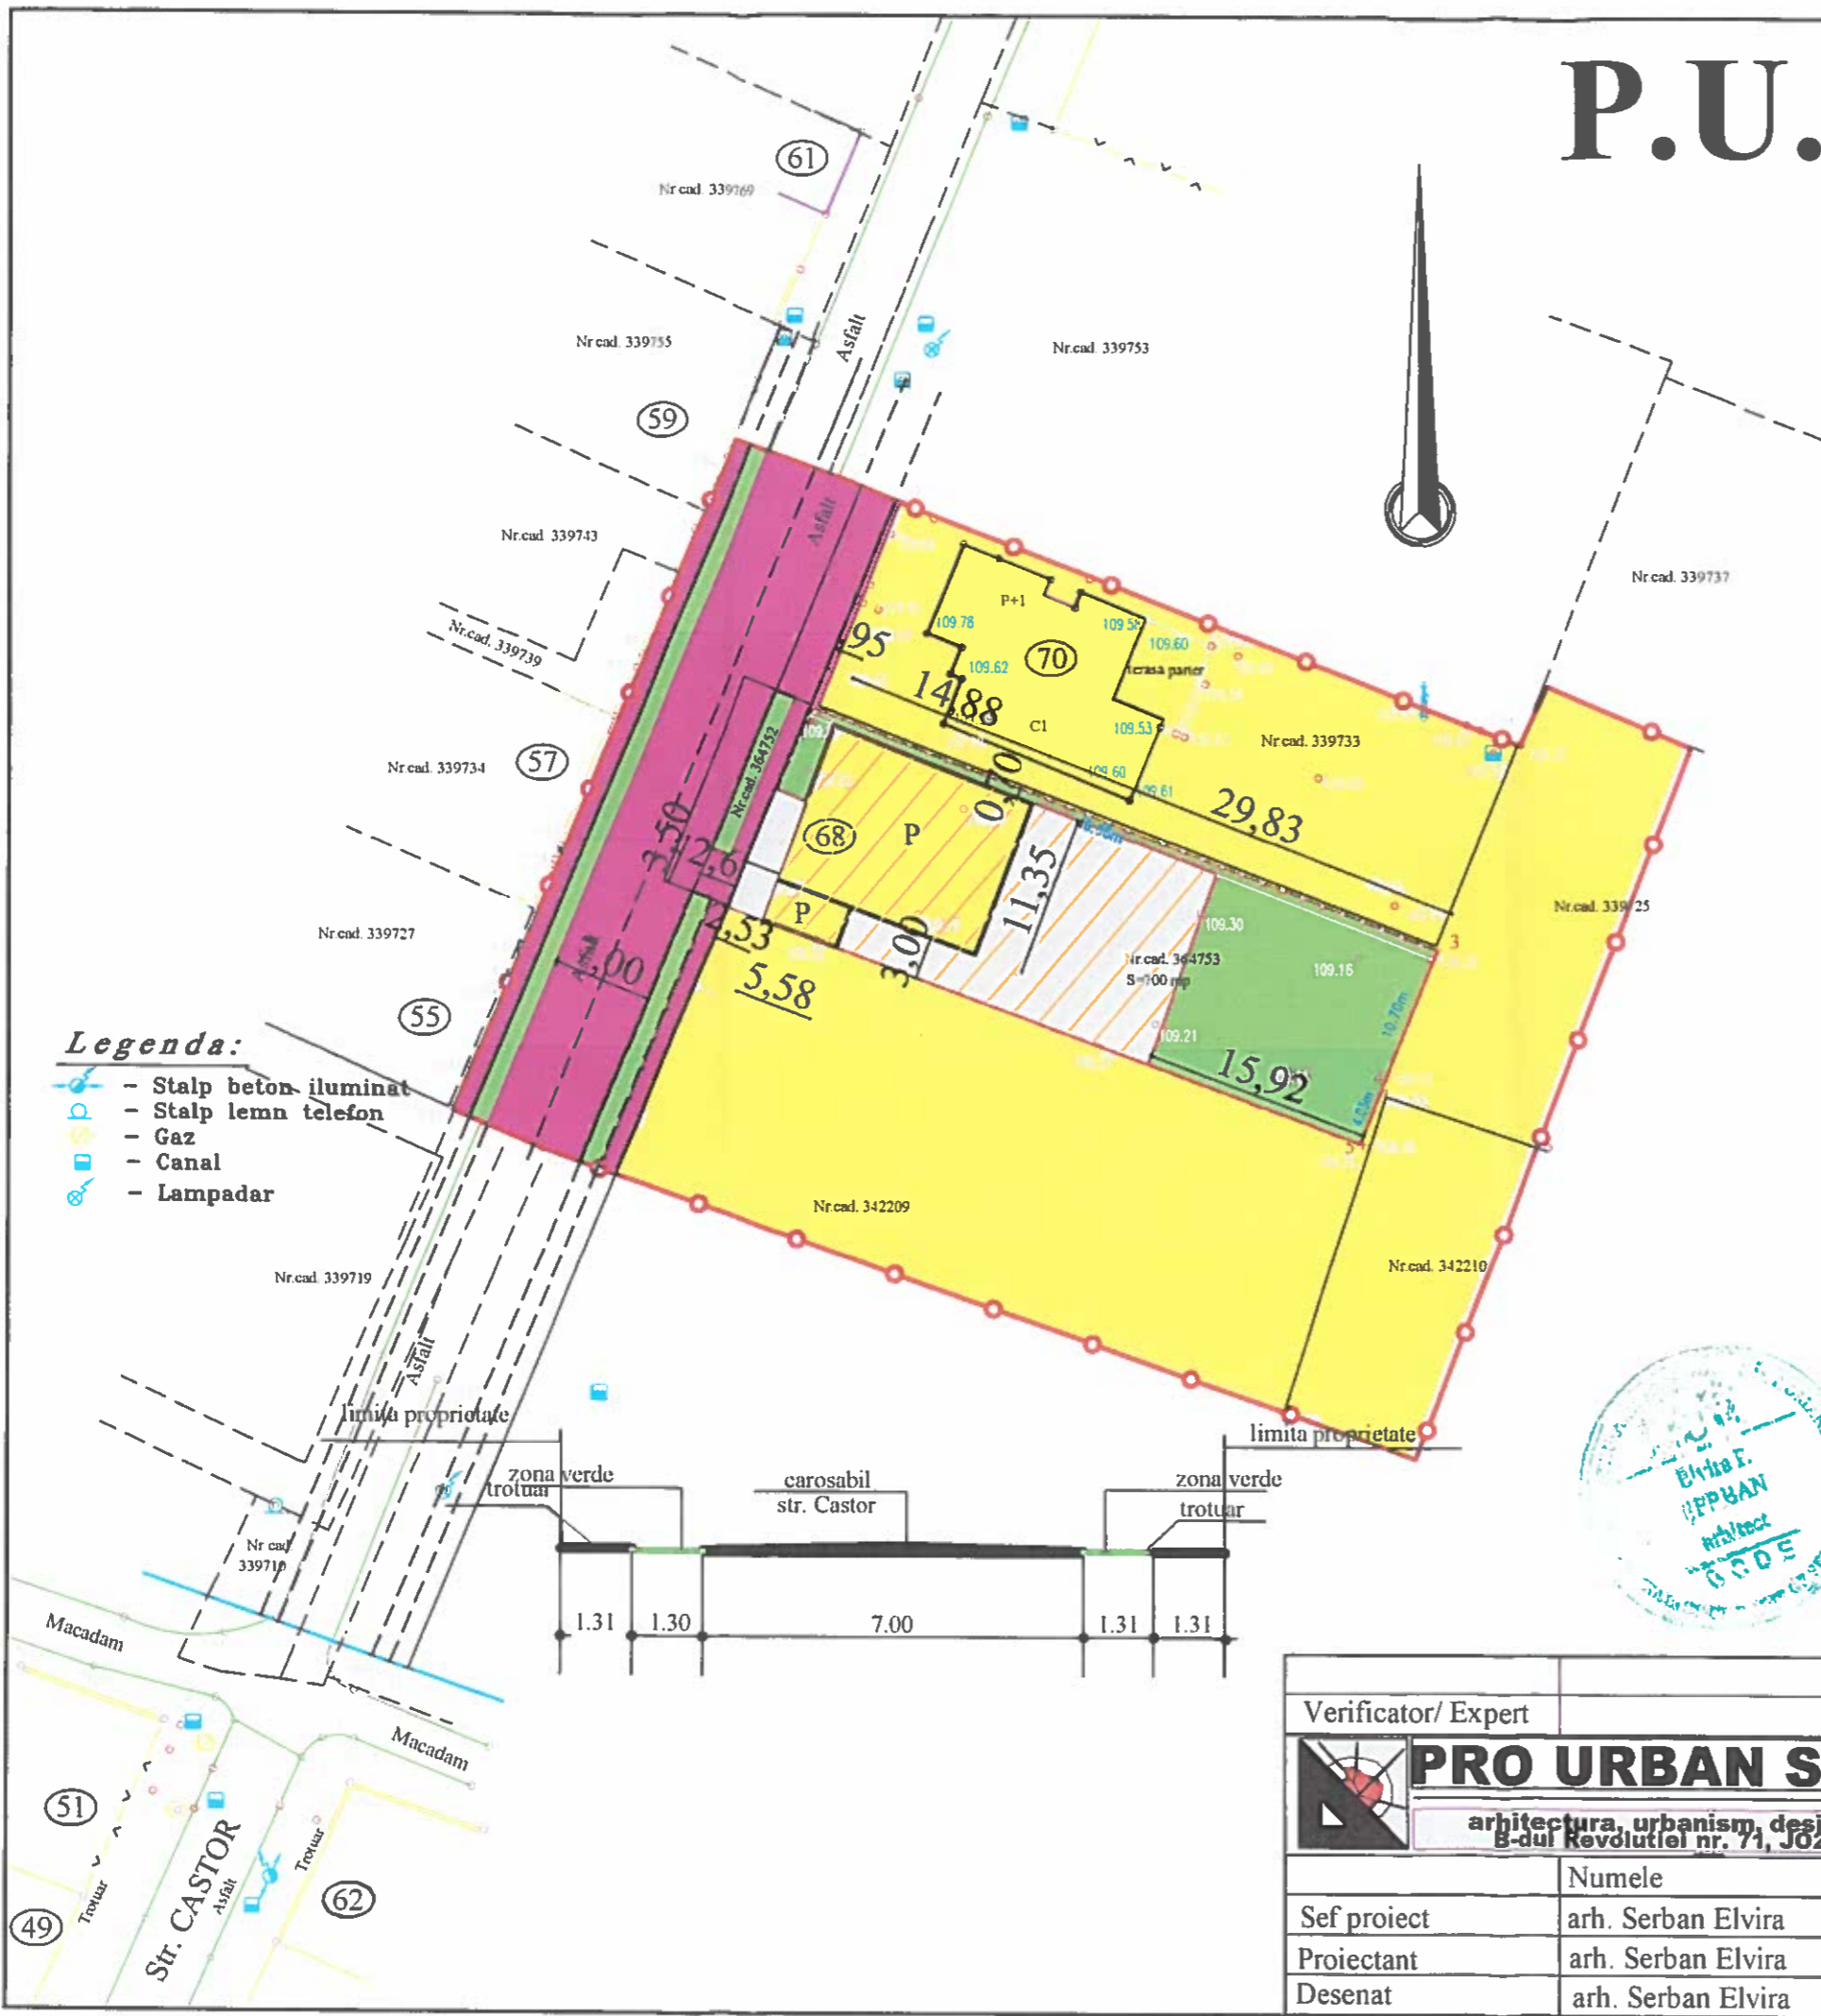 P.U.
61
Nr cad. 339769
Nr cad. 339755
Asfalt
Nr.cad. 339753
59
Asfalt
Nr.cad 339743
Nr.cad. 339737
P+1
109.78
109.58
109.60
Nr.cad. 339739
95
109.62
70
terasa parter
14,88
C1
109.53
Nr.cad. 339733
Nr.cad. 339734
57
Nr.cad. 364752
109.60
109.61
0,70
29,83
3,50
68
P
2,6
11,35
Nr.cad. 339727
P
2,53
3,00
109.30
3
Nr.cad. 364753
S=700 mp
109.16
5,58
10.70m
55
109.21
15,92
4.03m
5
Legenda:
- Stalp beton iluminat
- Stalp lemn telefon
- Gaz
- Canal
- Lampadar
Nr.cad. 342209
Nr.cad. 342210
Nr.cad. 339719
Asfalt
limita proprietate
limita proprietate
zona verde
trotuar
carosabil
str. Castor
zona verde
trotuar
Nr cad
339710
1.31
1.30
7.00
1.31
1.31
Macadam
Macadam
51
49
62
Trotuar
Str. CASTOR
Asfalt
Trotuar
Elvira E.
Verificator/ Expert
PRO URBAN S
arhitectura, urbanism, desi
B-dul Revolutiei nr. 71, J02
Numele
Sef proiect
arh. Serban Elvira
Proiectant
arh. Serban Elvira
Desenat
arh. Serban Elvira